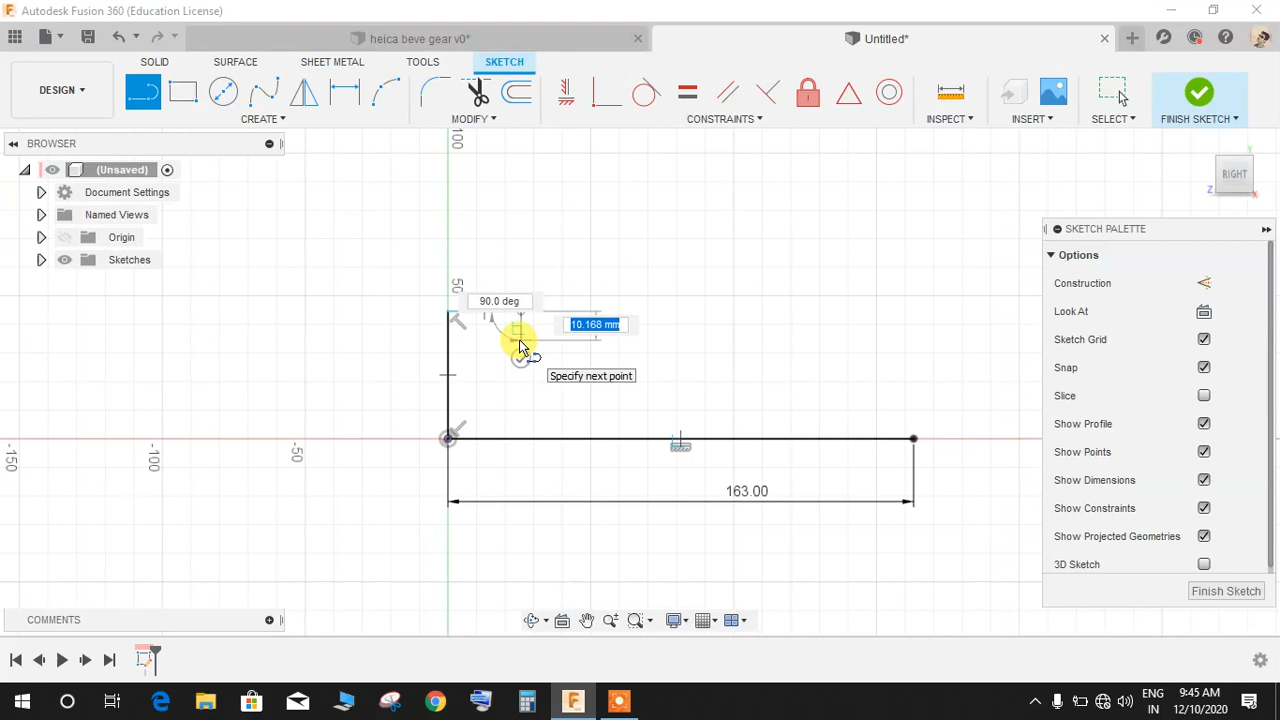 Autodesk Fusion 360 (Education License)
heica beve gear v0*
Untitled*
DESIGN
SOLID
SURFACE
SHEET METAL
TOOLS
SKETCH
CREATE
MODIFY
CONSTRAINTS
INSPECT
INSERT
SELECT
FINISH SKETCH
BROWSER
(Unsaved)
Document Settings
Named Views
Origin
Sketches
100
50
-50
-100
-150
90.0 deg
10.168 mm
Specify next point
163.00
RIGHT
Y
Z
X
SKETCH PALETTE
Options
Construction
Look At
Sketch Grid
Snap
Slice
Show Profile
Show Points
Show Dimensions
Show Constraints
Show Projected Geometries
3D Sketch
Finish Sketch
COMMENTS
ENG
IN
9:45 AM
12/10/2020